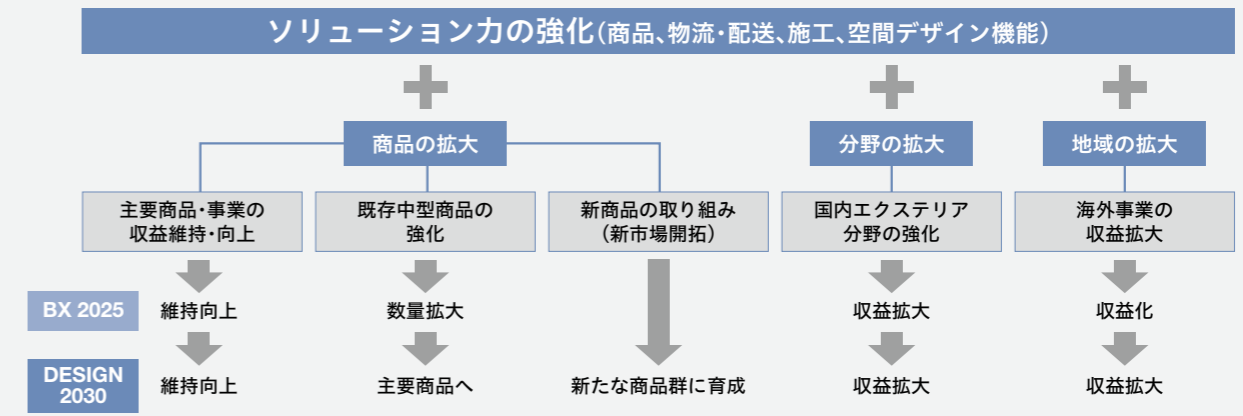 ソリューション力の強化(商品、物流・配送、施工、空間デザイン機能)
商品の拡大
分野の拡大
地域の拡大
主要商品・事業の
収益維持・向上
既存中型商品の
強化
新商品の取り組み
(新市場開拓)
国内エクステリア
分野の強化
海外事業の
収益拡大
BX 2025
維持向上
数量拡大
収益拡大
収益化
DESIGN
2030
維持向上
主要商品へ
新たな商品群に育成
収益拡大
収益拡大